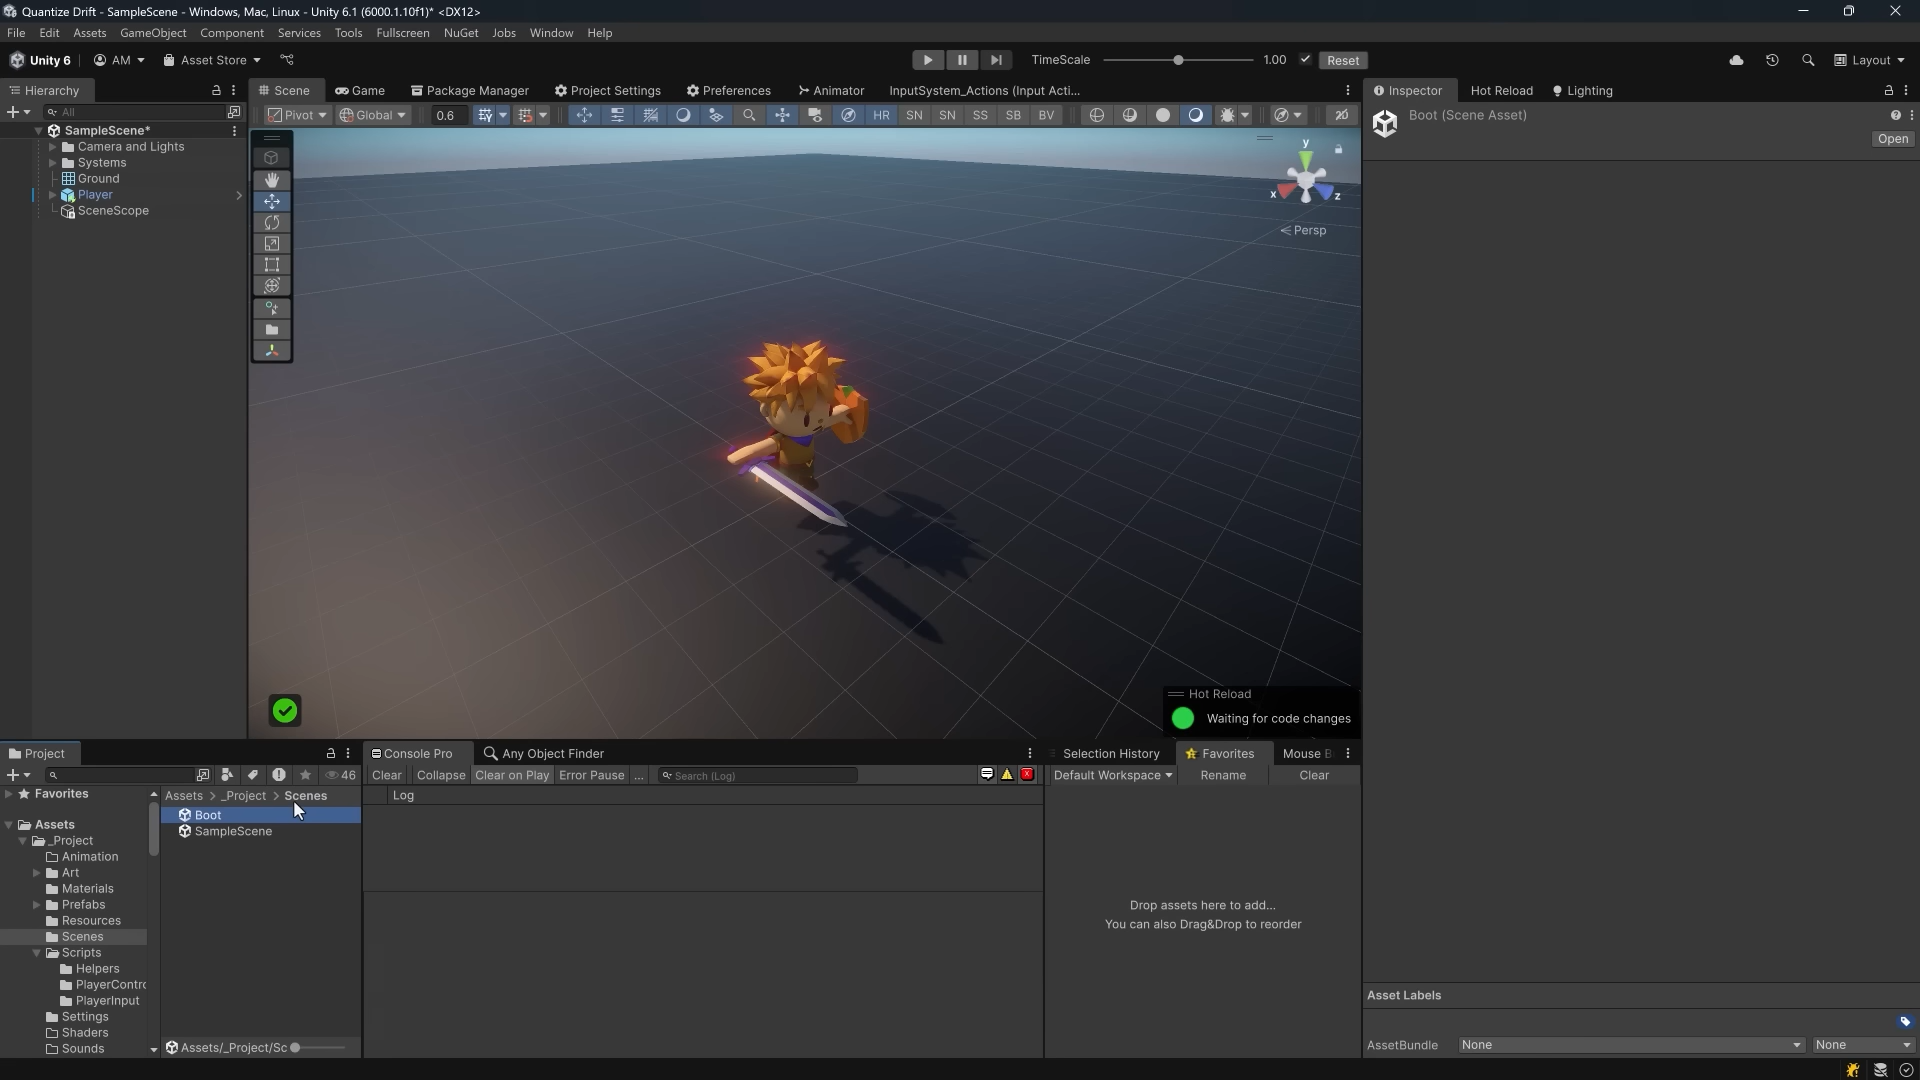 Quantize Drift - SampleScene - Windows, Mac, Linux - Unity 6.1 (6000.1.10f1)* <DX12>
File Edit Assets GameObject Component Services Tools Fullscreen NuGet Jobs Window Help
Unity 6 AM Asset Store TimeScale 1.00 Reset Layout
Hierarchy Scene Game Package Manager Project Settings Preferences Animator InputSystem_Actions (Input Acti... Inspector Hot Reload Lighting
All Pivot Global 0.6 HR SN SN SS SB BV 2D
Boot (Scene Asset)
Open
SampleScene*
Camera and Lights
Systems
Ground
Player
SceneScope
y
x z
Persp
Hot Reload
Waiting for code changes
Project Console Pro Any Object Finder Selection History Favorites Mouse B
46 Clear Collapse Clear on Play Error Pause ... Search (Log) Default Workspace Rename Clear
Favorites
Assets > _Project > Scenes
Log
Boot
SampleScene
Assets
_Project
Animation
Art
Materials
Prefabs
Resources
Scenes
Scripts
Helpers
PlayerContro
PlayerInput
Settings
Shaders
Sounds
Assets/_Project/Sc
Drop assets here to add...
You can also Drag&Drop to reorder
Asset Labels
AssetBundle None None